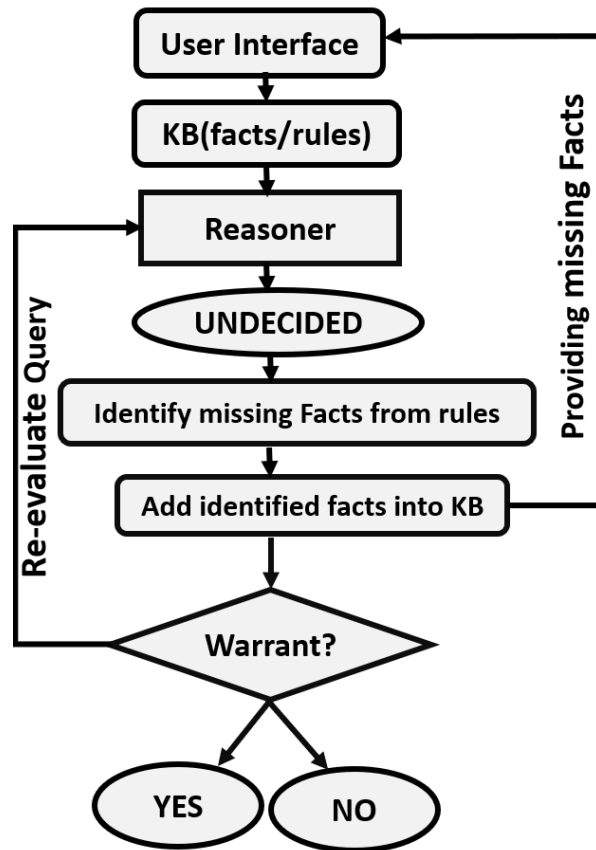 User Interface
KB(facts/rules)
Reasoner
UNDECIDED
Identify missing Facts from rules
Add identified facts into KB
Warrant?
YES
NO
Re-evaluate Query
Providing missing Facts